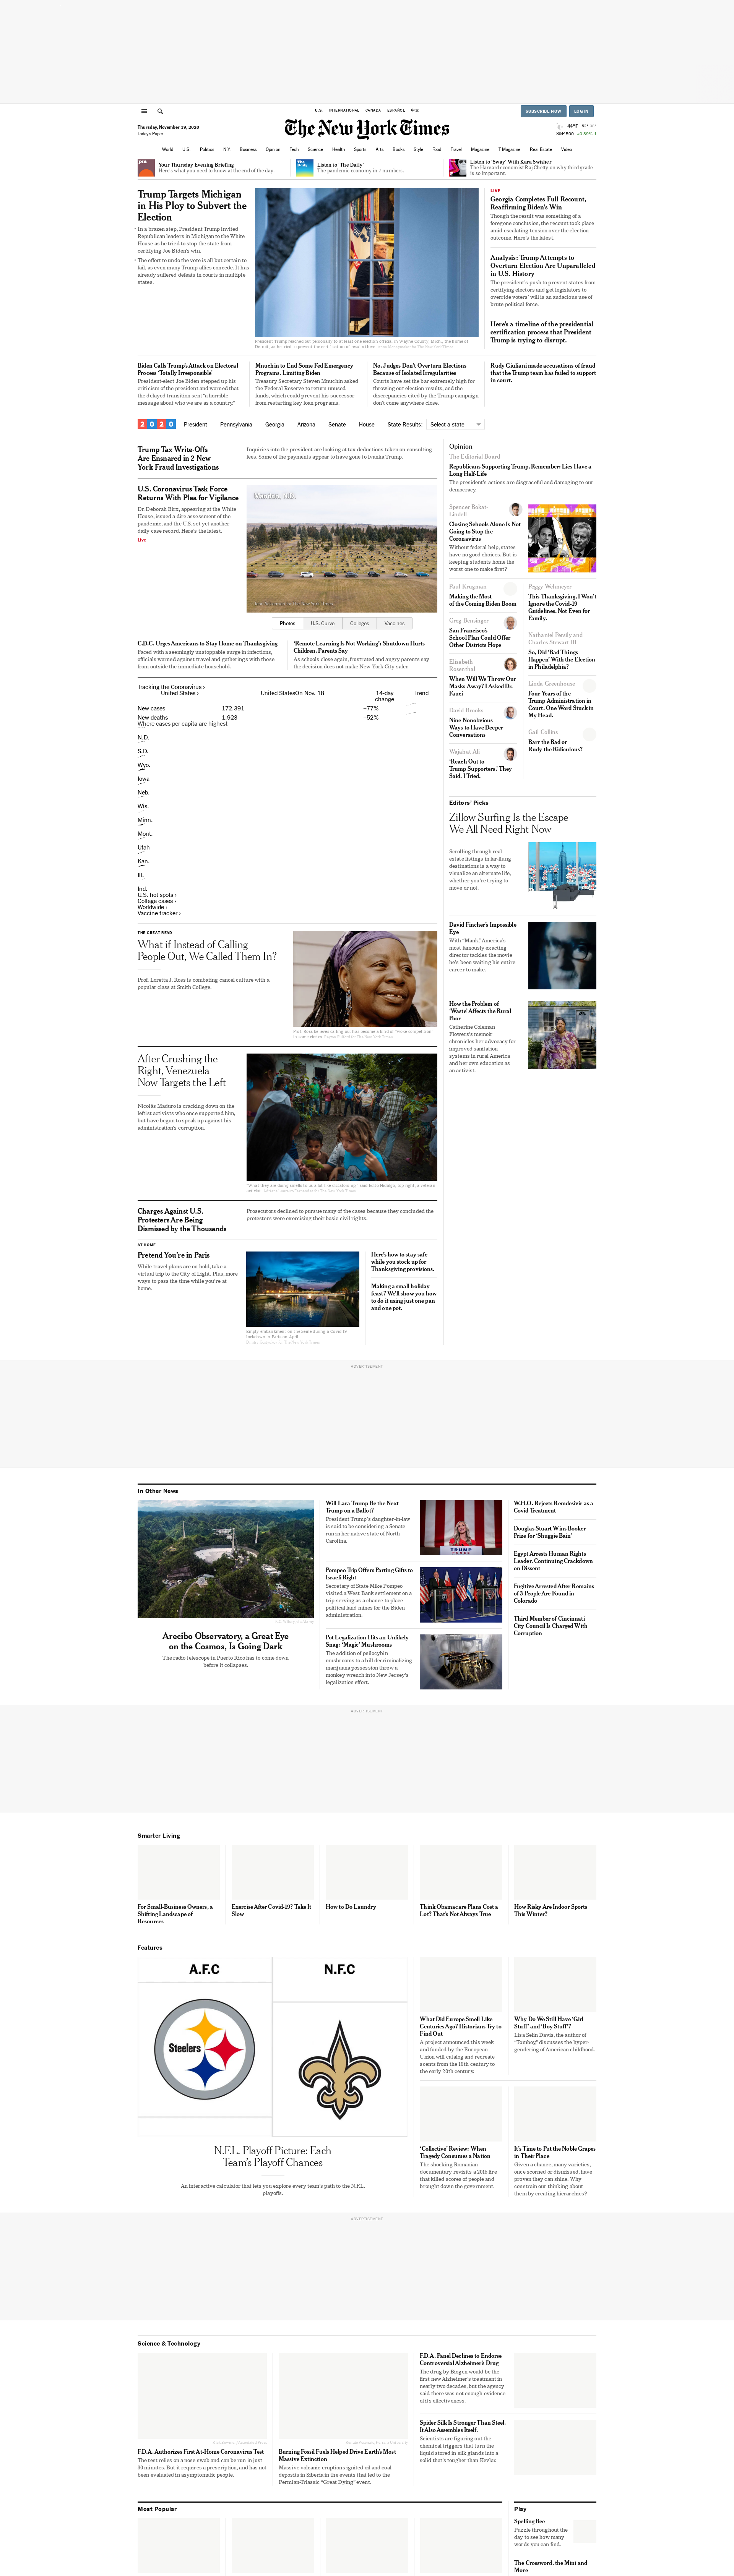 U.S.
INTERNATIONAL
CANADA
ESPAÑOL
中文
SUBSCRIBE NOW
LOG IN
Thursday, November 19, 2020
Today's Paper
The New York Times
44°F
S&P 500 +0.39%
World U.S. Politics N.Y. Business Opinion Tech Science Health Sports Arts Books Style Food Travel Magazine T Magazine Real Estate Video
Your Thursday Evening Briefing
Here's what you need to know at the end of the day.
Listen to 'The Daily'
The pandemic economy in 7 numbers.
Listen to 'Sway' With Kara Swisher
The Harvard economist Raj Chetty on why third grade
is so important.
Trump Targets Michigan
in His Ploy to Subvert the
Election
• In a brazen step, President Trump invited
Republican leaders in Michigan to the White
House as he tried to stop the state from
certifying Joe Biden's win.
• The effort to undo the vote is all but certain to
fail, as even many Trump allies concede. It has
already suffered defeats in courts in multiple
states.
President Trump reached out personally to at least one election official in Wayne County, Mich., the home of
Detroit, as he tried to prevent the certification of results there.
LIVE
Georgia Completes Full Recount,
Reaffirming Biden's Win
Though the result was something of a
foregone conclusion, the recount took place
amid escalating tension over the election
outcome. Here's the latest.
Analysis: Trump Attempts to
Overturn Election Are Unparalleled
in U.S. History
The president's push to prevent states from
certifying electors and get legislators to
override voters' will is an audacious use of
brute political force.
Here's a timeline of the presidential
certification process that President
Trump is trying to disrupt.
Biden Calls Trump's Attack on Electoral
Process 'Totally Irresponsible'
President-elect Joe Biden stepped up his
criticism of the president and warned that
the delayed transition sent "a horrible
message about who we are as a country."
Mnuchin to End Some Fed Emergency
Programs, Limiting Biden
Treasury Secretary Steven Mnuchin asked
the Federal Reserve to return unused
funds, which could prevent his successor
from restarting key loan programs.
No, Judges Don't Overturn Elections
Because of Isolated Irregularities
Courts have set the bar extremely high for
throwing out election results, and the
discrepancies cited by the Trump campaign
don't come anywhere close.
Rudy Giuliani made accusations of fraud
that the Trump team has failed to support
in court.
2020 President Pennsylvania Georgia Arizona Senate House State Results: Select a state
Trump Tax Write-Offs
Are Ensnared in 2 New
York Fraud Investigations
Inquiries into the president are looking at tax deductions taken on consulting
fees. Some of the payments appear to have gone to Ivanka Trump.
U.S. Coronavirus Task Force
Returns With Plea for Vigilance
Dr. Deborah Birx, appearing at the White
House, issued a dire assessment of the
pandemic, and the U.S. set yet another
daily case record. Here's the latest.
Live
Mandan, N.D.
Photos U.S. Curve Colleges Vaccines
C.D.C. Urges Americans to Stay Home on Thanksgiving
Faced with a seemingly unstoppable surge in infections,
officials warned against travel and gatherings with those
from outside the immediate household.
'Remote Learning Is Not Working': Shutdown Hurts
Children, Parents Say
As schools close again, frustrated and angry parents say
the decision does not make New York City safer.
Tracking the Coronavirus ›
United States › United States On Nov. 18 14-day
change Trend
New cases 172,391 +77%
New deaths 1,923 +52%
Where cases per capita are highest
N.D.
S.D.
Wyo.
Iowa
Neb.
Wis.
Minn.
Mont.
Utah
Kan.
Ill.
Ind.
U.S. hot spots ›
College cases ›
Worldwide ›
Vaccine tracker ›
THE GREAT READ
What if Instead of Calling
People Out, We Called Them In?
Prof. Loretta J. Ross is combating cancel culture with a
popular class at Smith College.
Prof. Ross believes calling out has become a kind of "woke competition"
in some circles.
After Crushing the
Right, Venezuela
Now Targets the Left
Nicolás Maduro is cracking down on the
leftist activists who once supported him,
but have begun to speak up against his
administration's corruption.
Charges Against U.S.
Protesters Are Being
Dismissed by the Thousands
Prosecutors declined to pursue many of the cases because they concluded the
protesters were exercising their basic civil rights.
AT HOME
Pretend You're in Paris
While travel plans are on hold, take a
virtual trip to the City of Light. Plus, more
ways to pass the time while you're at
home.
Empty embankment on the Seine during a Covid-19
lockdown in Paris on April.
Here's how to stay safe
while you stock up for
Thanksgiving provisions.
Making a small holiday
feast? We'll show you how
to do it using just one pan
and one pot.
Opinion
The Editorial Board
Republicans Supporting Trump, Remember: Lies Have a
Long Half-Life
The president's actions are disgraceful and damaging to our
democracy.
Spencer Bokat-
Lindell
Closing Schools Alone Is Not
Going to Stop the
Coronavirus
Without federal help, states
have no good choices. But is
keeping students home the
worst one to make first?
Paul Krugman
Making the Most
of the Coming Biden Boom
Greg Bensinger
San Francisco's
School Plan Could Offer
Other Districts Hope
Elisabeth
Rosenthal
When Will We Throw Our
Masks Away? I Asked Dr.
Fauci
David Brooks
Nine Nonobvious
Ways to Have Deeper
Conversations
Wajahat Ali
'Reach Out to
Trump Supporters,' They
Said. I Tried.
Peggy Wehmeyer
This Thanksgiving, I Won't
Ignore the Covid-19
Guidelines. Not Even for
Family.
Nathaniel Persily and
Charles Stewart III
So, Did 'Bad Things
Happen' With the Election
in Philadelphia?
Linda Greenhouse
Four Years of the
Trump Administration in
Court. One Word Stuck in
My Head.
Gail Collins
Barr the Bad or
Rudy the Ridiculous?
Editors' Picks
Zillow Surfing Is the Escape
We All Need Right Now
Scrolling through real
estate listings in far-flung
destinations is a way to
visualize an alternate life,
whether you're trying to
move or not.
David Fincher's Impossible
Eye
With "Mank," America's
most famously exacting
director tackles the movie
he's been waiting his entire
career to make.
How the Problem of
'Waste' Affects the Rural
Poor
Catherine Coleman
Flowers's memoir
chronicles her advocacy for
improved sanitation
systems in rural America
and her own education as
an activist.
ADVERTISEMENT
In Other News
Arecibo Observatory, a Great Eye
on the Cosmos, Is Going Dark
The radio telescope in Puerto Rico has to come down
before it collapses.
Will Lara Trump Be the Next
Trump on a Ballot?
President Trump's daughter-in-law
is said to be considering a Senate
run in her native state of North
Carolina.
TRUMP
Pompeo Trip Offers Parting Gifts to
Israeli Right
Secretary of State Mike Pompeo
visited a West Bank settlement on a
trip serving as a chance to place
political land mines for the Biden
administration.
Pot Legalization Hits an Unlikely
Snag: 'Magic' Mushrooms
The addition of psilocybin
mushrooms to a bill decriminalizing
marijuana possession threw a
monkey wrench into New Jersey's
legalization effort.
W.H.O. Rejects Remdesivir as a
Covid Treatment
Douglas Stuart Wins Booker
Prize for 'Shuggie Bain'
Egypt Arrests Human Rights
Leader, Continuing Crackdown
on Dissent
Fugitive Arrested After Remains
of 3 People Are Found in
Colorado
Third Member of Cincinnati
City Council Is Charged With
Corruption
ADVERTISEMENT
Smarter Living
For Small-Business Owners, a
Shifting Landscape of
Resources
Exercise After Covid-19? Take It
Slow
How to Do Laundry
Think Obamacare Plans Cost a
Lot? That's Not Always True
How Risky Are Indoor Sports
This Winter?
Features
A.F.C
N.F.C
Steelers
N.F.L. Playoff Picture: Each
Team's Playoff Chances
An interactive calculator that lets you explore every team's path to the N.F.L.
playoffs.
What Did Europe Smell Like
Centuries Ago? Historians Try to
Find Out
A project announced this week
and funded by the European
Union will catalog and recreate
scents from the 16th century to
the early 20th century.
Why Do We Still Have 'Girl
Stuff' and 'Boy Stuff'?
Lisa Selin Davis, the author of
"Tomboy," discusses the hyper-
gendering of American childhood.
'Collective' Review: When
Tragedy Consumes a Nation
The shocking Romanian
documentary revisits a 2015 fire
that killed scores of people and
brought down the government.
It's Time to Put the Noble Grapes
in Their Place
Given a chance, many varieties,
once scorned or dismissed, have
proven they can shine. Why
constrain our thinking about
them by creating hierarchies?
ADVERTISEMENT
Science & Technology
F.D.A. Authorizes First At-Home Coronavirus Test
The test relies on a nose swab and can be run in just
30 minutes. But it requires a prescription, and has not
been evaluated in asymptomatic people.
Burning Fossil Fuels Helped Drive Earth's Most
Massive Extinction
Massive volcanic eruptions ignited oil and coal
deposits in Siberia in the events that led to the
Permian-Triassic "Great Dying" event.
F.D.A. Panel Declines to Endorse
Controversial Alzheimer's Drug
The drug by Biogen would be the
first new Alzheimer's treatment in
nearly two decades, but the agency
said there was not enough evidence
of its effectiveness.
Spider Silk Is Stronger Than Steel.
It Also Assembles Itself.
Scientists are figuring out the
chemical triggers that turn the
liquid stored in silk glands into a
solid that's tougher than Kevlar.
Most Popular
Play
Spelling Bee
Puzzle throughout the
day to see how many
words you can find.
The Crossword, the Mini and
More